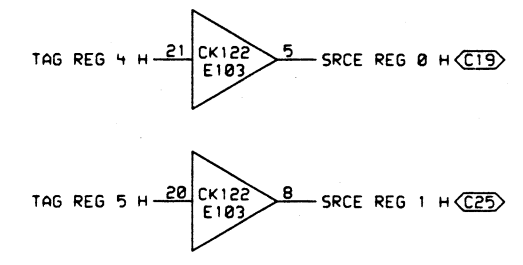 TAG REG 4 H 21 CK122 5 SRCE REG 0 H C19
E103
TAG REG 5 H 20 CK122 8 SRCE REG 1 H C25
E103